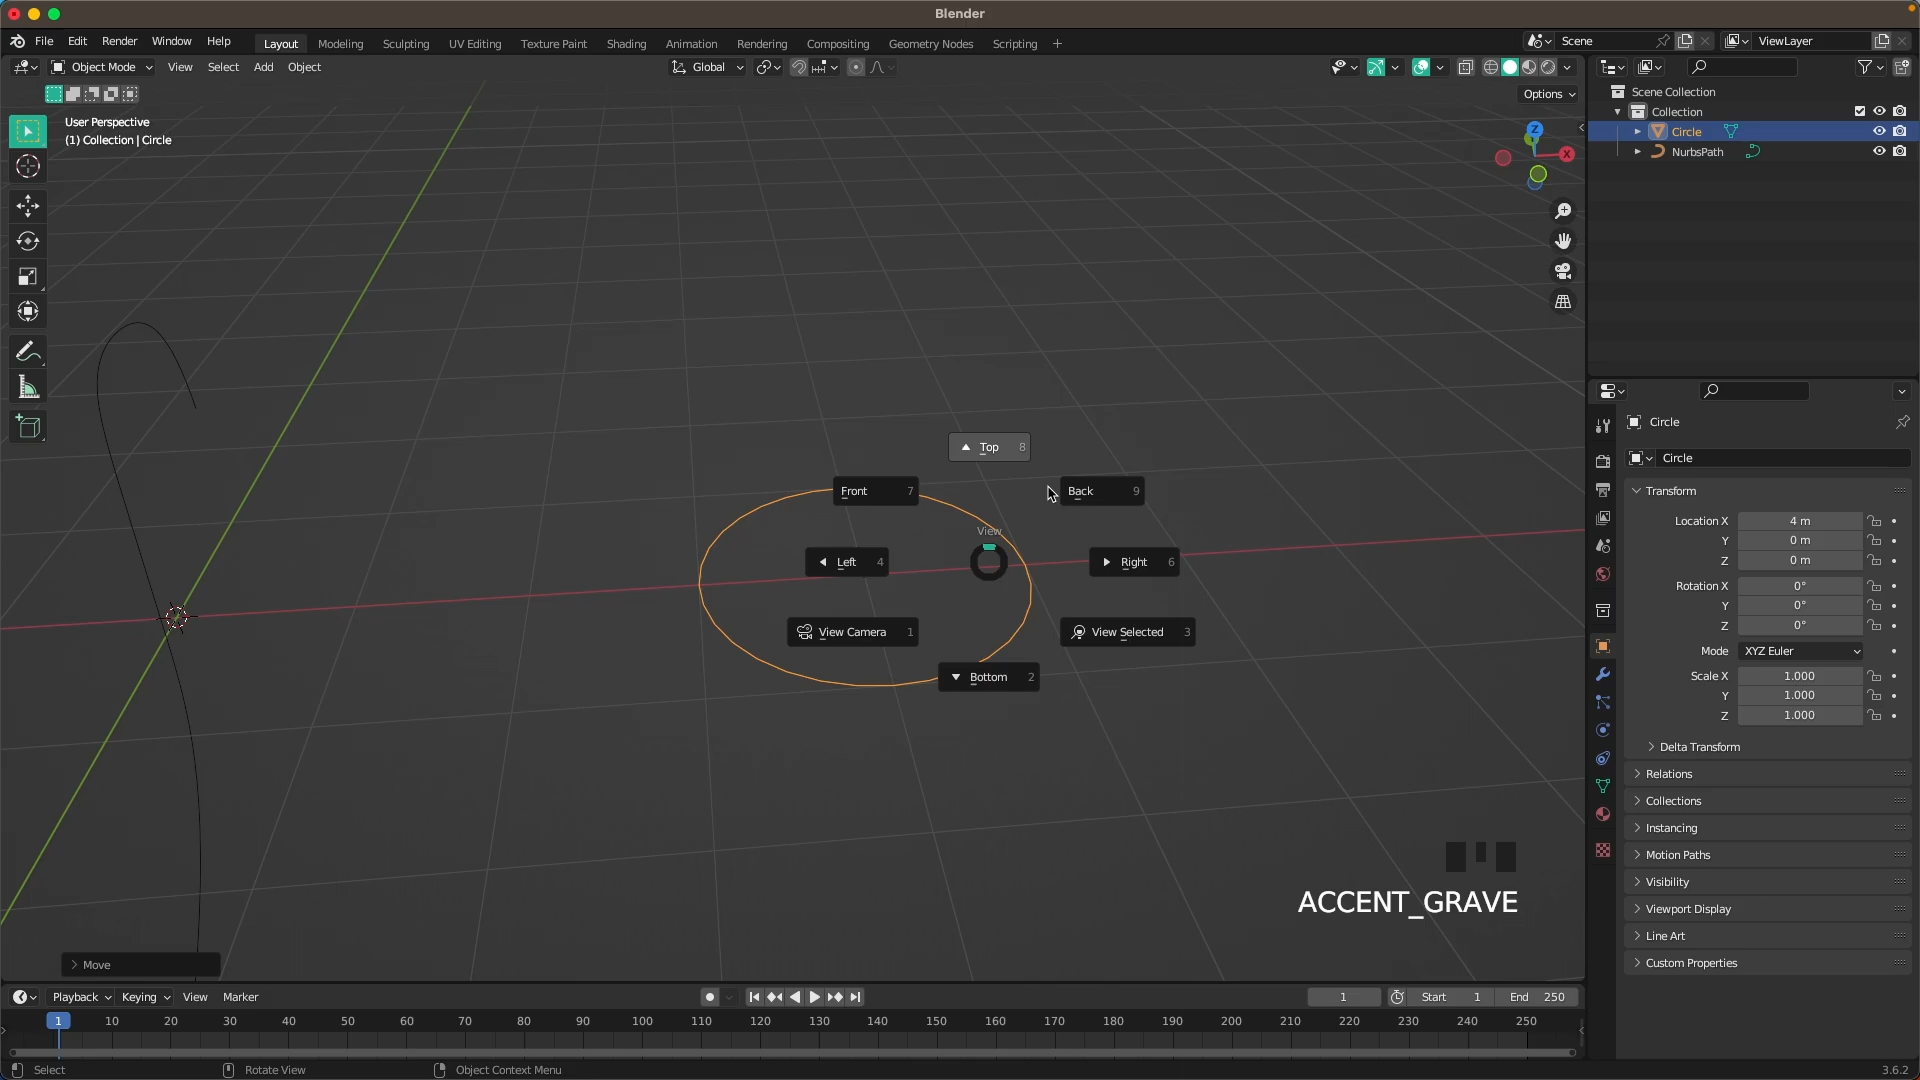 Blender
File Edit Render Window Help
Layout Modeling Sculpting UV Editing Texture Paint Shading Animation Rendering Compositing Geometry Nodes Scripting +
Scene
ViewLayer
Object Mode View Select Add Object
Global
Options
User Perspective
(1) Collection | Circle
Z
X
Scene Collection
Collection
Circle
NurbsPath
Top 8
Front 7
Back 9
View
Left 4
Right 6
View Camera 1
View Selected 3
Bottom 2
ACCENT_GRAVE
Move
Circle
Circle
Transform
Location X 4 m
Y 0 m
Z 0 m
Rotation X 0°
Y 0°
Z 0°
Mode XYZ Euler
Scale X 1.000
Y 1.000
Z 1.000
Delta Transform
Relations
Collections
Instancing
Motion Paths
Visibility
Viewport Display
Line Art
Custom Properties
Playback Keying View Marker
1
Start 1
End 250
1 10 20 30 40 50 60 70 80 90 100 110 120 130 140 150 160 170 180 190 200 210 220 230 240 250
Select
Rotate View
Object Context Menu
3.6.2